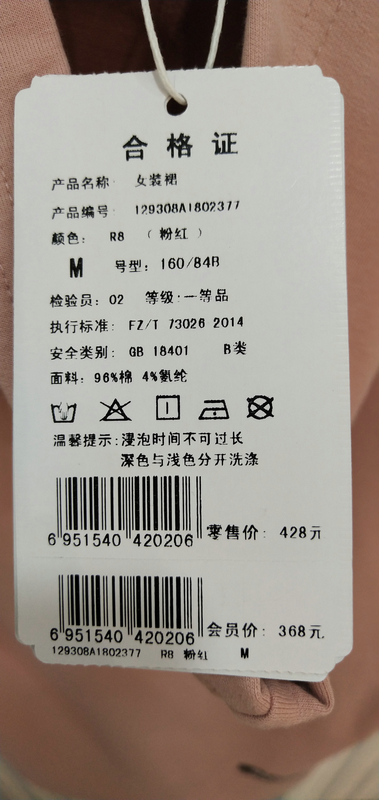 合格证
产品名称: 女装裙
产品编号: 129308A1802377
颜色: R8 (粉红)
M 号型: 160/84B
检验员: 02 等级:一等品
执行标准: FZ/T 73026 2014
安全类别: GB 18401 B类
面料: 96%棉 4%氨纶
温馨提示:浸泡时间不可过长
深色与浅色分开洗涤
6 951540 420206 零售价: 428元
6 951540 420206 会员价: 368元
129308A1802377 R8 粉红 M